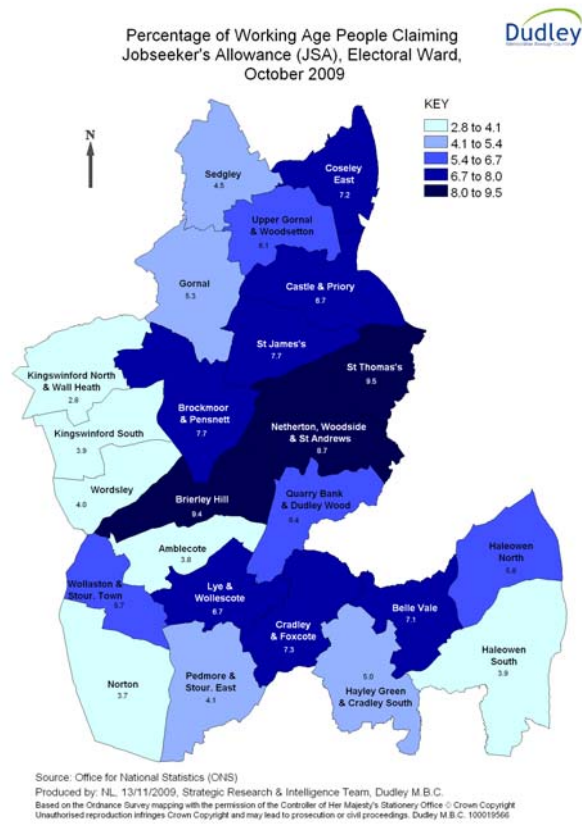 Percentage of Working Age People Claiming
Jobseeker's Allowance (JSA), Electoral Ward,
October 2009
Dudley
Metropolitan Borough Council
KEY
2.8 to 4.1
4.1 to 5.4
5.4 to 6.7
6.7 to 8.0
8.0 to 9.5
N
Sedgley
4.5
Coseley
East
7.2
Upper Gornal
& Woodsetton
6.1
Gornal
5.3
Castle & Priory
6.7
St James's
7.7
St Thomas's
9.5
Kingswinford North
& Wall Heath
2.8
Brockmoor
& Pensnett
7.7
Kingswinford South
3.9
Netherton, Woodside
& St Andrews
8.7
Wordsley
4.0
Brierley Hill
9.4
Quarry Bank
& Dudley Wood
Amblecote
3.8
Halesowen
North
Wollaston &
Stour. Town
5.7
Lye &
Wollescote
6.7
Belle Vale
7.1
Cradley
& Foxcote
7.3
Halesowen
South
3.9
Norton
3.7
Pedmore &
Stour. East
4.1
5.0
Hayley Green
& Cradley South
Source: Office for National Statistics (ONS)
Produced by: NL, 13/11/2009, Strategic Research & Intelligence Team, Dudley M.B.C.
Based on the Ordnance Survey mapping with the permission of the Controller of Her Majesty's Stationery Office © Crown Copyright
Unauthorised reproduction infringes Crown Copyright and may lead to prosecution or civil proceedings. Dudley M.B.C. 100019566